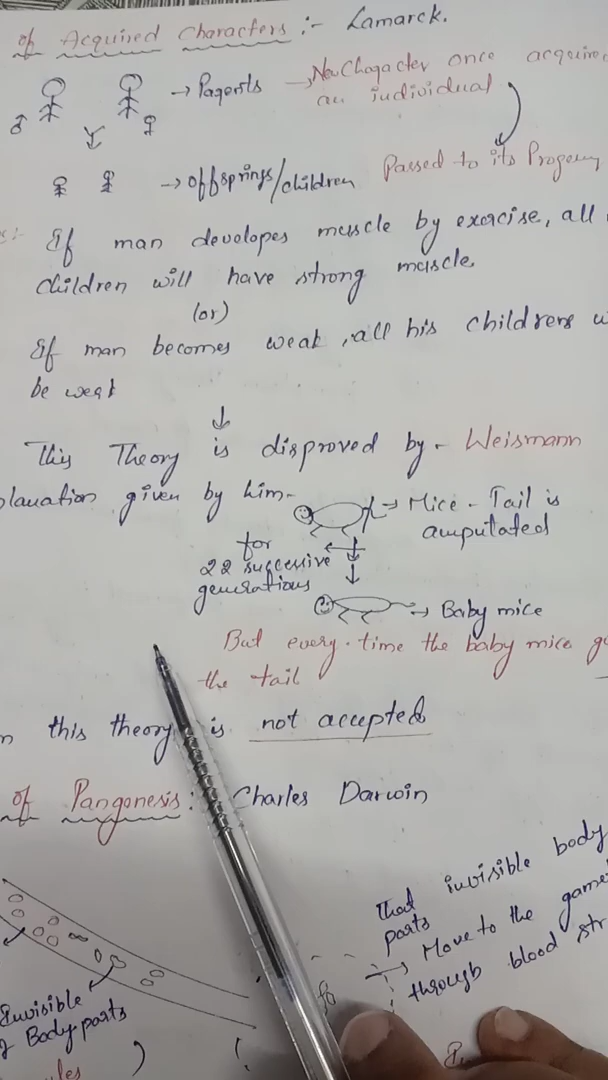 of Acquired Characters:- Lamarck.
→ Parents → New Character once acquired
an individual
→ offsprings/children Passed to its Progeny
If man developes muscle by exercise, all
children will have strong muscle
(or)
If man becomes weak, all his childrens
be weak
This Theory is disproved by - Weismann
given by him-
→ Mice - Tail is
amputated
for
22 successive
generations
→ Baby mice
But every time the baby mice
the tail
this theory is not accepted
of Pangenesis: Charles Darwin
That invisible body
parts
→ Move to the
through blood
Invisible
Body parts